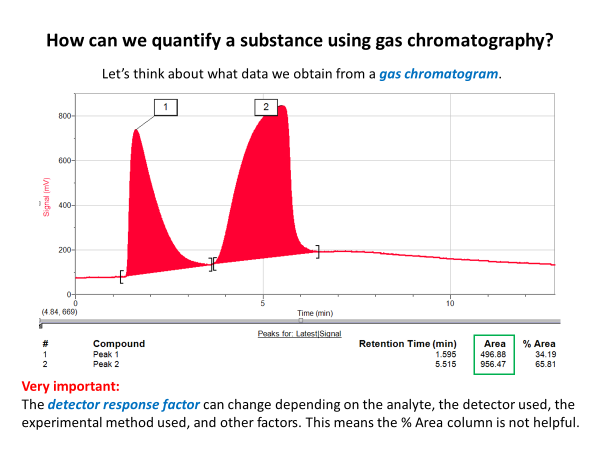 How can we quantify a substance using gas chromatography?
Let's think about what data we obtain from a gas chromatogram.
1
2
800
600
400
200
0
Signal (mV)
0
5
10
(4.84, 669)
Time (min)
Peaks for: Latest|Signal
# Compound Retention Time (min) Area % Area
1 Peak 1 1.595 496.88 34.19
2 Peak 2 5.515 956.47 65.81
Very important:
The detector response factor can change depending on the analyte, the detector used, the
experimental method used, and other factors. This means the % Area column is not helpful.